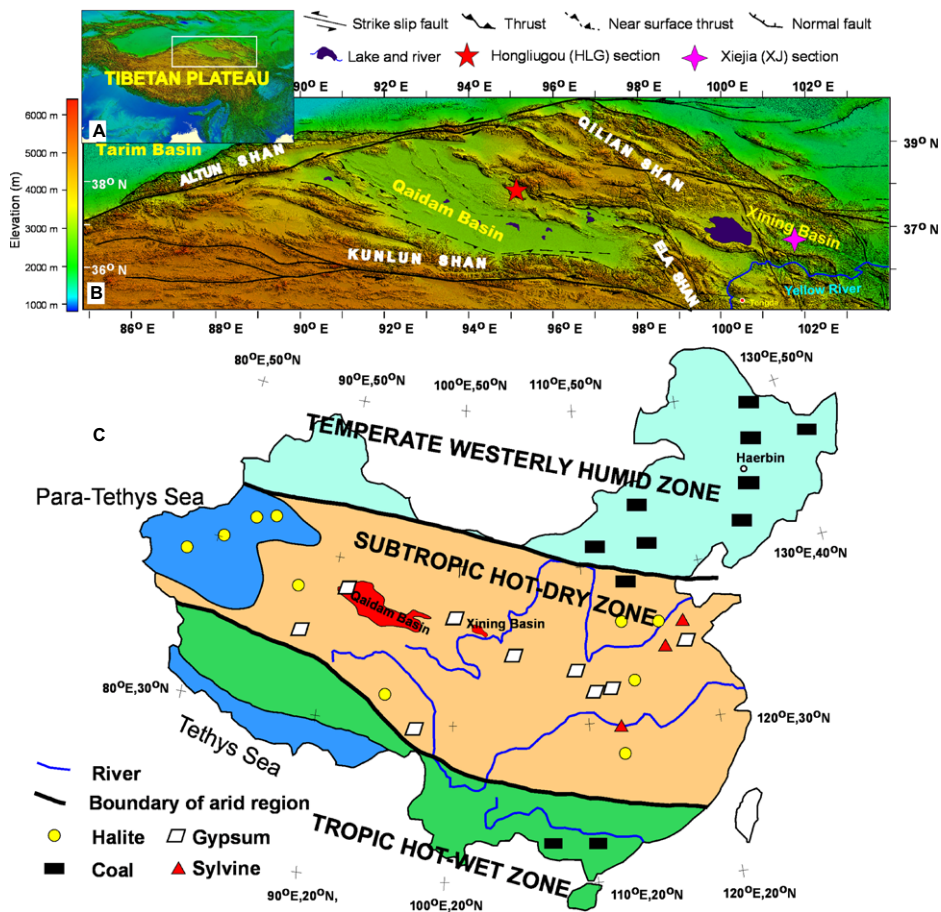 Strike slip fault
Thrust
Near surface thrust
Normal fault
Lake and river
Hongliugou (HLG) section
Xiejia (XJ) section
TIBETAN PLATEAU
A
90°E
92°E
94°E
96°E
98°E
100°E
102°E
6000 m
5000 m
4000 m
3000 m
2000 m
1000 m
Elevation (m)
Tarim Basin
ALTUN SHAN
QILIAN SHAN
39°N
38°N
37°N
36°N
Qaidam Basin
Xining Basin
KUNLUN SHAN
ELA SHAN
Yellow River
B
86°E
88°E
90°E
92°E
94°E
96°E
98°E
100°E
102°E
C
80°E,50°N
90°E,50°N
100°E,50°N
110°E,50°N
130°E,50°N
TEMPERATE WESTERLY HUMID ZONE
Haerbin
Para-Tethys Sea
130°E,40°N
SUBTROPIC HOT-DRY ZONE
Qaidam Basin
Xining Basin
80°E,30°N
120°E,30°N
Tethys Sea
TROPIC HOT-WET ZONE
90°E,20°N,
100°E,20°N
110°E,20°N
120°E,20°N
River
Boundary of arid region
Halite
Gypsum
Coal
Sylvine